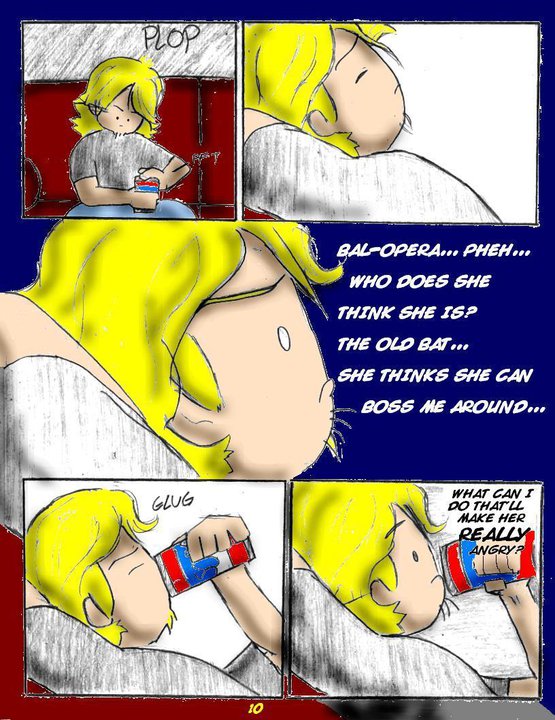 PLOP
BAL-OPERA... PHEH...
WHO DOES SHE
THINK SHE IS?
THE OLD BAT...
SHE THINKS SHE CAN
BOSS ME AROUND...
GLUG
WHAT CAN I
DO THAT'LL
MAKE HER
REALLY
ANGRY?
10